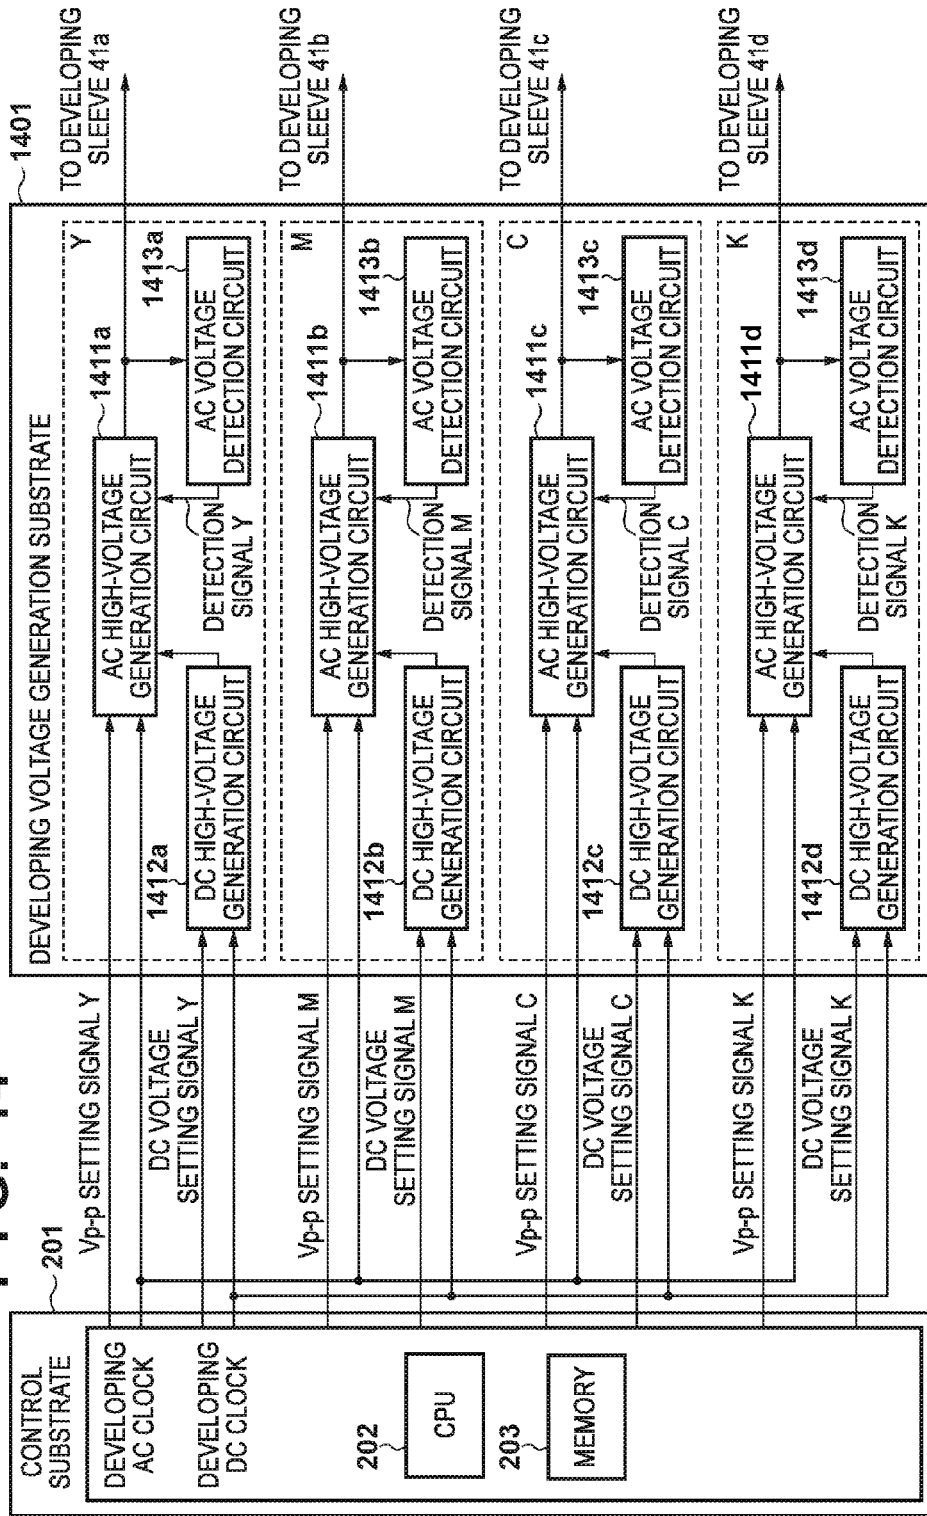 FIG. 14
CONTROL
SUBSTRATE
201
DEVELOPING
AC CLOCK
DEVELOPING
DC CLOCK
202
CPU
203
MEMORY
Vp-p SETTING SIGNAL Y
DC VOLTAGE
SETTING SIGNAL Y
Vp-p SETTING SIGNAL M
DC VOLTAGE
SETTING SIGNAL M
Vp-p SETTING SIGNAL C
DC VOLTAGE
SETTING SIGNAL C
Vp-p SETTING SIGNAL K
DC VOLTAGE
SETTING SIGNAL K
DEVELOPING VOLTAGE GENERATION SUBSTRATE
1401
Y
1411a
AC HIGH-VOLTAGE
GENERATION CIRCUIT
1412a
DC HIGH-VOLTAGE
GENERATION CIRCUIT
DETECTION
SIGNAL Y
1413a
AC VOLTAGE
DETECTION CIRCUIT
TO DEVELOPING
SLEEVE 41a
M
1411b
AC HIGH-VOLTAGE
GENERATION CIRCUIT
1412b
DC HIGH-VOLTAGE
GENERATION CIRCUIT
DETECTION
SIGNAL M
1413b
AC VOLTAGE
DETECTION CIRCUIT
TO DEVELOPING
SLEEVE 41b
C
1411c
AC HIGH-VOLTAGE
GENERATION CIRCUIT
1412c
DC HIGH-VOLTAGE
GENERATION CIRCUIT
DETECTION
SIGNAL C
1413c
AC VOLTAGE
DETECTION CIRCUIT
TO DEVELOPING
SLEEVE 41c
K
1411d
AC HIGH-VOLTAGE
GENERATION CIRCUIT
1412d
DC HIGH-VOLTAGE
GENERATION CIRCUIT
DETECTION
SIGNAL K
1413d
AC VOLTAGE
DETECTION CIRCUIT
TO DEVELOPING
SLEEVE 41d